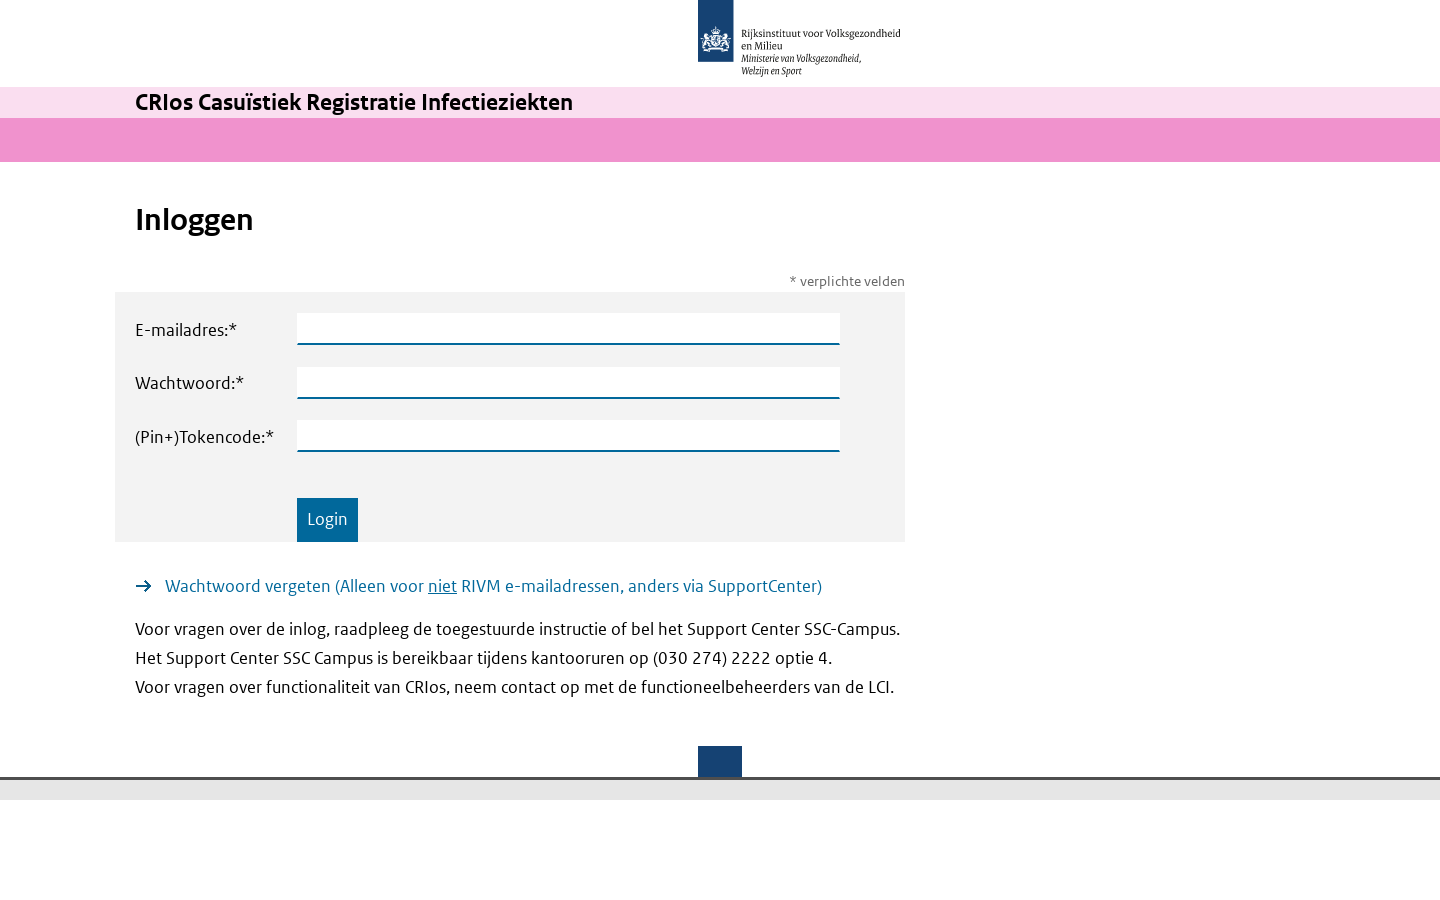 Rijksinstituut voor Volksgezondheid
en Milieu
Ministerie van Volksgezondheid,
Welzijn en Sport
CRIos Casuïstiek Registratie Infectieziekten
Inloggen
* verplichte velden
E-mailadres:*
Wachtwoord:*
(Pin+)Tokencode:*
Login
Wachtwoord vergeten (Alleen voor niet RIVM e-mailadressen, anders via SupportCenter)
Voor vragen over de inlog, raadpleeg de toegestuurde instructie of bel het Support Center SSC-Campus.
Het Support Center SSC Campus is bereikbaar tijdens kantooruren op (030 274) 2222 optie 4.
Voor vragen over functionaliteit van CRIos, neem contact op met de functioneelbeheerders van de LCI.